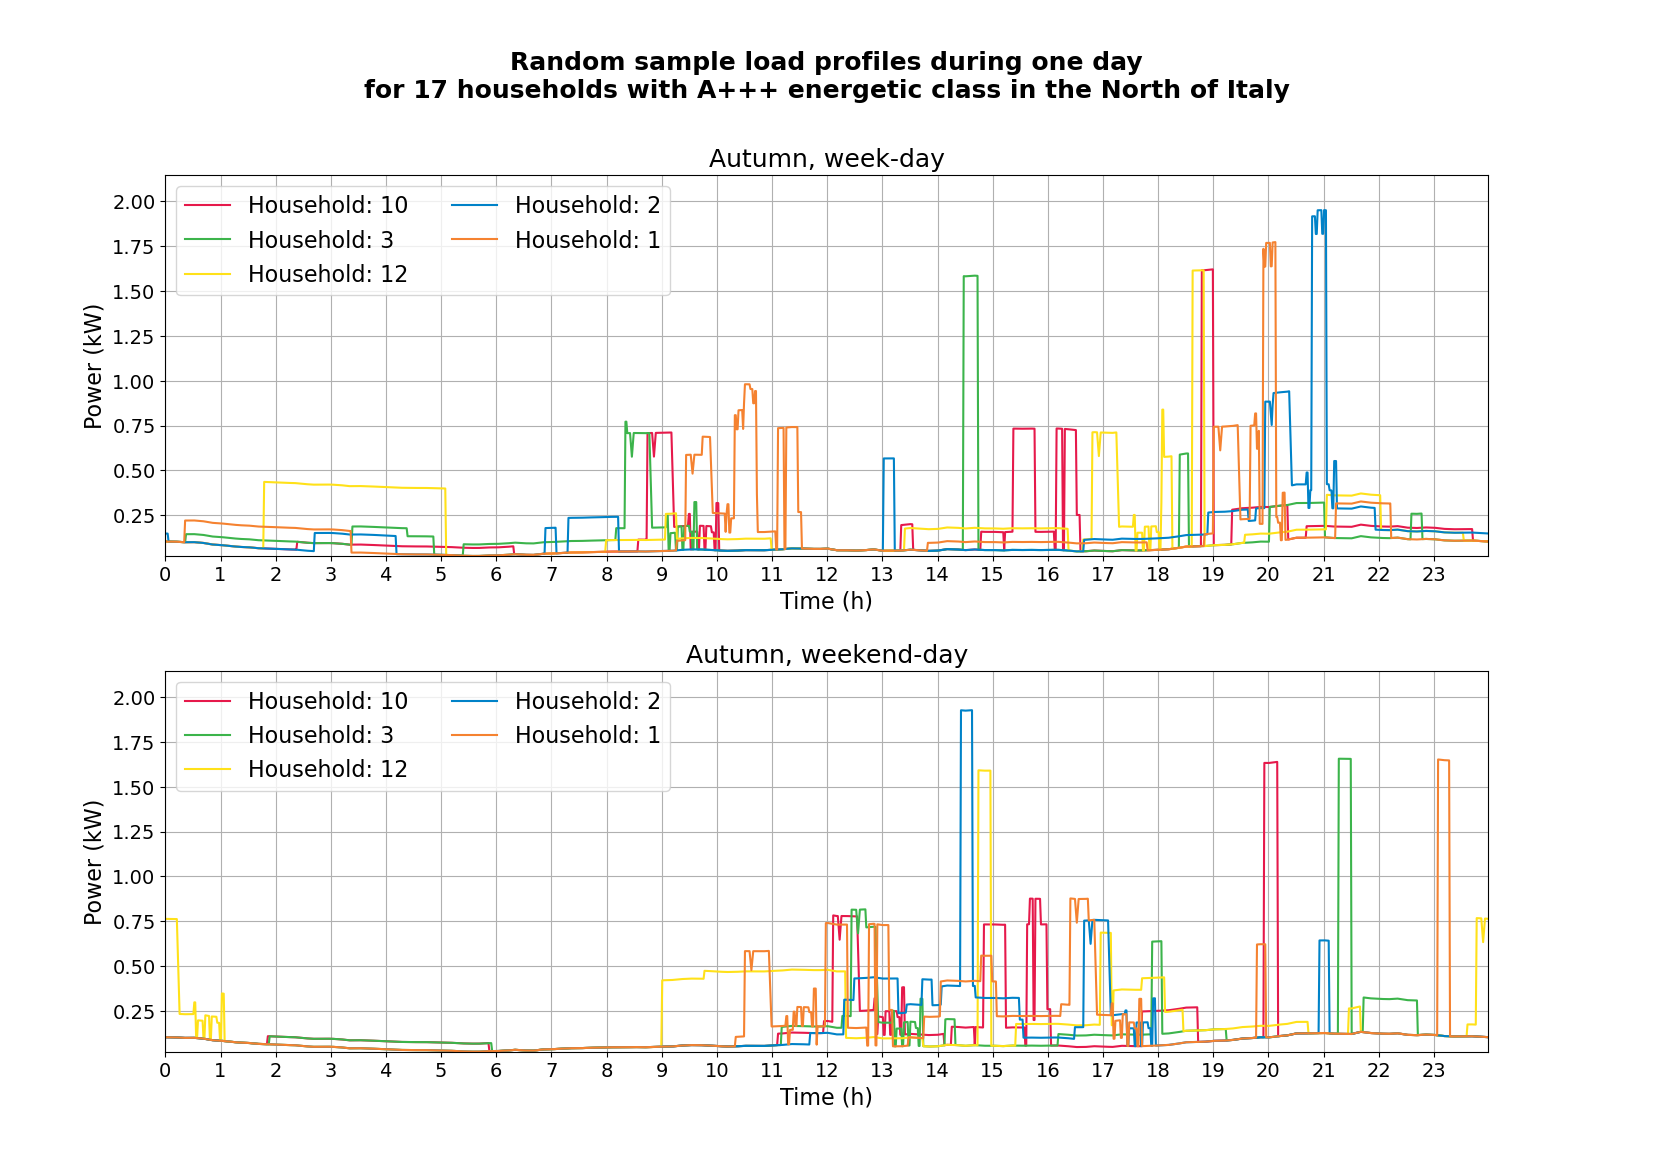 Random sample load profiles during one day
for 17 households with A+++ energetic class in the North of Italy
Autumn, week-day
Household: 10
Household: 3
Household: 12
Household: 2
Household: 1
Power (kW)
2.00
1.75
1.50
1.25
1.00
0.75
0.50
0.25
0 1 2 3 4 5 6 7 8 9 10 11 12 13 14 15 16 17 18 19 20 21 22 23
Time (h)
Autumn, weekend-day
Household: 10
Household: 3
Household: 12
Household: 2
Household: 1
Power (kW)
2.00
1.75
1.50
1.25
1.00
0.75
0.50
0.25
0 1 2 3 4 5 6 7 8 9 10 11 12 13 14 15 16 17 18 19 20 21 22 23
Time (h)